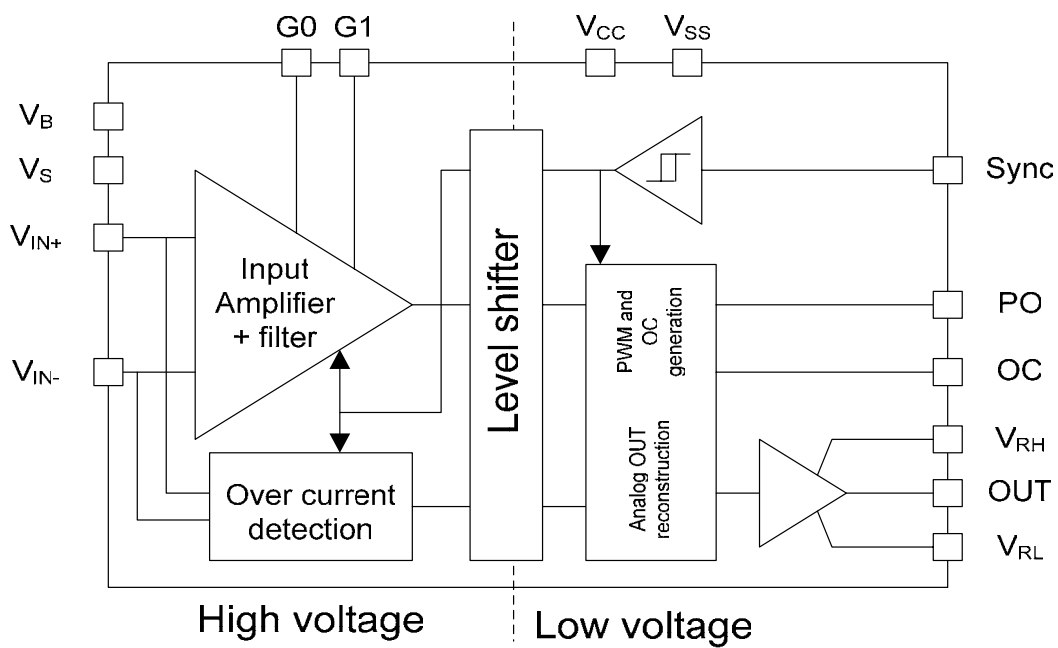 G0 G1
VCC VSS
VB
VS
VIN+
VIN-
Input
Amplifier
+ filter
Over current
detection
Level shifter
PWM and
OC
generation
Analog OUT
reconstruction
Sync
PO
OC
VRH
OUT
VRL
High voltage
Low voltage